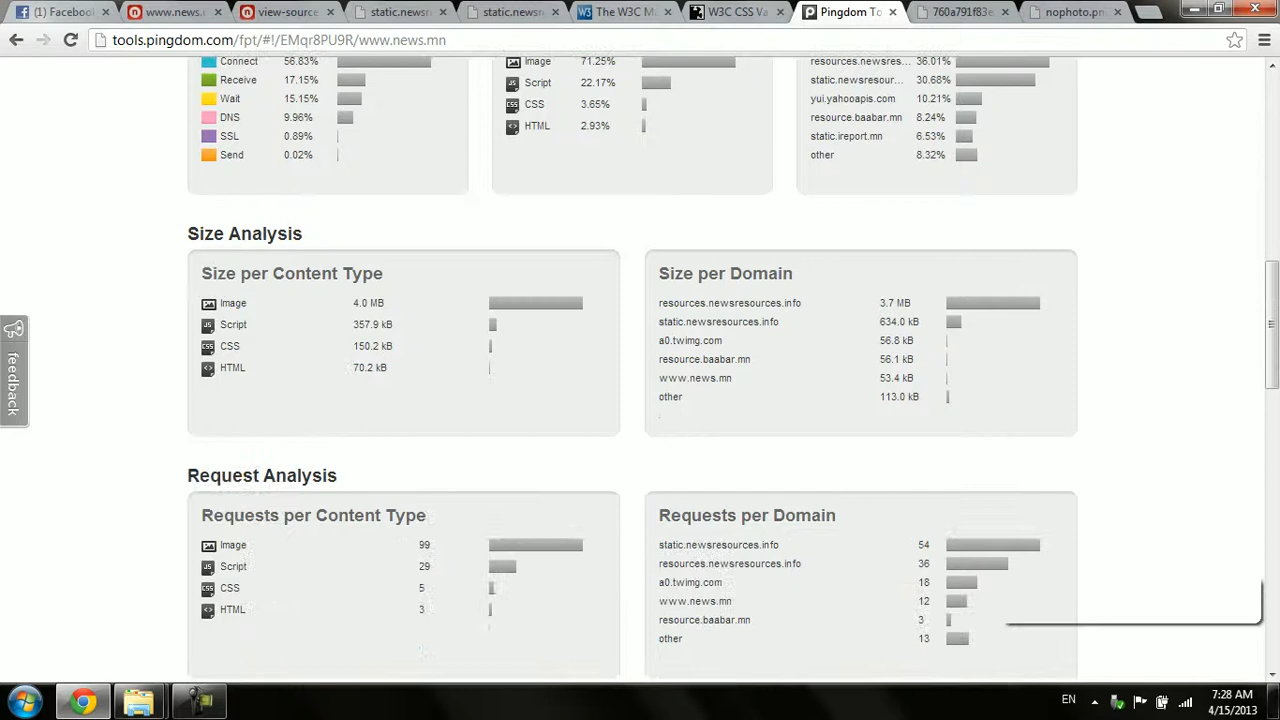 Facebook
www.news.
view-source
static.newsr
static.newsr
The W3C M
W3C CSS Va
Pingdom To
760a791f83e
nophoto.pn
tools.pingdom.com/fpt/#!/EMqr8PU9R/www.news.mn
Connect 56.83%
Receive 17.15%
Wait 15.15%
DNS 9.96%
SSL 0.89%
Send 0.02%
Image 71.25%
Script 22.17%
CSS 3.65%
HTML 2.93%
resources.newsres... 36.01%
static.newsresour... 30.68%
yui.yahooapis.com 10.21%
resource.baabar.mn 8.24%
static.ireport.mn 6.53%
other 8.32%
Size Analysis
Size per Content Type
Image 4.0 MB
Script 357.9 kB
CSS 150.2 kB
HTML 70.2 kB
Size per Domain
resources.newsresources.info 3.7 MB
static.newsresources.info 634.0 kB
a0.twimg.com 56.8 kB
resource.baabar.mn 56.1 kB
www.news.mn 53.4 kB
other 113.0 kB
feedback
Request Analysis
Requests per Content Type
Image 99
Script 29
CSS 5
HTML 3
Requests per Domain
static.newsresources.info 54
resources.newsresources.info 36
a0.twimg.com 18
www.news.mn 12
resource.baabar.mn 3
other 13
EN
7:28 AM
4/15/2013